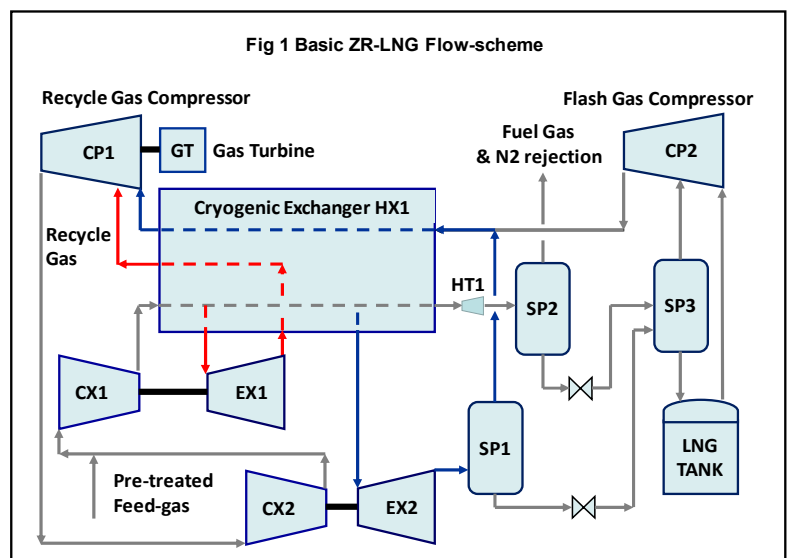 Fig 1 Basic ZR-LNG Flow-scheme
Recycle Gas Compressor
Flash Gas Compressor
CP1
GT
Gas Turbine
Fuel Gas
& N2 rejection
CP2
Cryogenic Exchanger HX1
Recycle
Gas
HT1
SP2
SP3
CX1
EX1
SP1
LNG
TANK
Pre-treated
Feed-gas
CX2
EX2